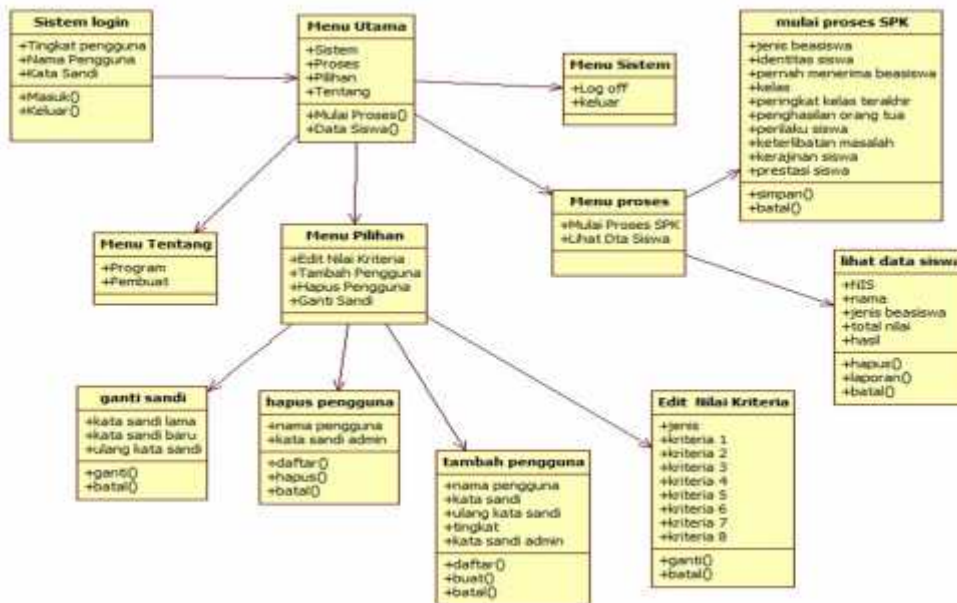 Sistem login
+Tingkat pengguna
+Nama Pengguna
+Kata Sandi
+Masuk()
+Keluar()
Menu Utama
+Sistem
+Proses
+Pilihan
+Tentang
+Mulai Proses()
+Data Siswa()
Menu Sistem
+Log off
+keluar
mulai proses SPK
+jenis beasiswa
+identitas siswa
+pernah menerima beasiswa
+kelas
+peringkat kelas terakhir
+penghasilan orang tua
+perilaku siswa
+keterlibatan masalah
+kerajinan siswa
+prestasi siswa
+simpan()
+batal()
Menu Tentang
+Program
+Pembuat
Menu Pilihan
+Edit Nilai Kriteria
+Tambah Pengguna
+Hapus Pengguna
+Ganti Sandi
Menu proses
+Mulai Proses SPK
+Lihat Dta Siswa
lihat data siswa
+NIS
+nama
+jenis beasiswa
+total nilai
+hasil
+hapus()
+laporan()
+batal()
ganti sandi
+kata sandi lama
+kata sandi baru
+ulang kata sandi
+ganti()
+batal()
hapus pengguna
+nama pengguna
+kata sandi admin
+daftar()
+hapus()
+batal()
tambah pengguna
+nama pengguna
+kata sandi
+ulang kata sandi
+tingkat
+kata sandi admin
+daftar()
+buat()
+batal()
Edit Nilai Kriteria
+jenis
+kriteria 1
+kriteria 2
+kriteria 3
+kriteria 4
+kriteria 5
+kriteria 6
+kriteria 7
+kriteria 8
+ganti()
+batal()